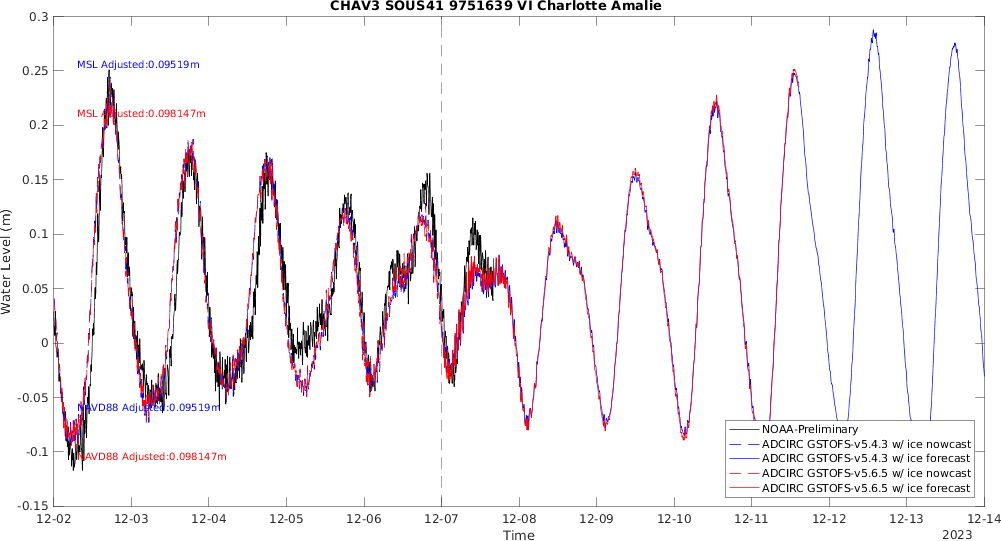 CHAV3 SOUS41 9751639 VI Charlotte Amalie
0.3
0.25
0.2
0.15
0.1
0.05
0
-0.05
-0.1
-0.15
Water Level (m)
MSL Adjusted:0.09519m
MSL Adjusted:0.098147m
NAVD88 Adjusted:0.09519m
NAVD88 Adjusted:0.098147m
NOAA-Preliminary
ADCIRC GSTOFS-v5.4.3 w/ ice nowcast
ADCIRC GSTOFS-v5.4.3 w/ ice forecast
ADCIRC GSTOFS-v5.6.5 w/ ice nowcast
ADCIRC GSTOFS-v5.6.5 w/ ice forecast
12-02 12-03 12-04 12-05 12-06 12-07 12-08 12-09 12-10 12-11 12-12 12-13 12-14
Time
2023